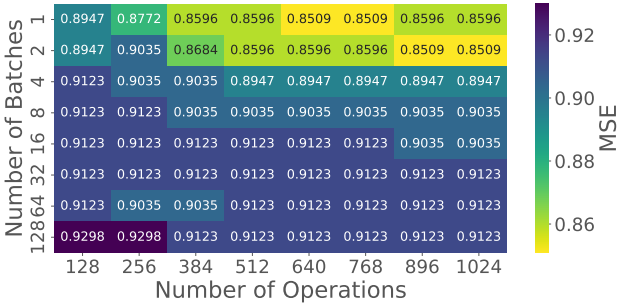 Number of Batches
1 0.8947 0.8772 0.8596 0.8596 0.8509 0.8509 0.8596 0.8596
2 0.8947 0.9035 0.8684 0.8596 0.8596 0.8596 0.8509 0.8509
4 0.9123 0.9035 0.9035 0.8947 0.8947 0.8947 0.8947 0.8947
8 0.9123 0.9123 0.9035 0.9035 0.9035 0.9035 0.9035 0.9035
16 0.9123 0.9123 0.9123 0.9123 0.9123 0.9123 0.9035 0.9035
32 0.9123 0.9123 0.9123 0.9123 0.9123 0.9123 0.9123 0.9123
64 0.9123 0.9035 0.9035 0.9123 0.9123 0.9123 0.9123 0.9123
128 0.9298 0.9298 0.9123 0.9123 0.9123 0.9123 0.9123 0.9123
128 256 384 512 640 768 896 1024
Number of Operations
0.92
0.90
0.88
0.86
MSE